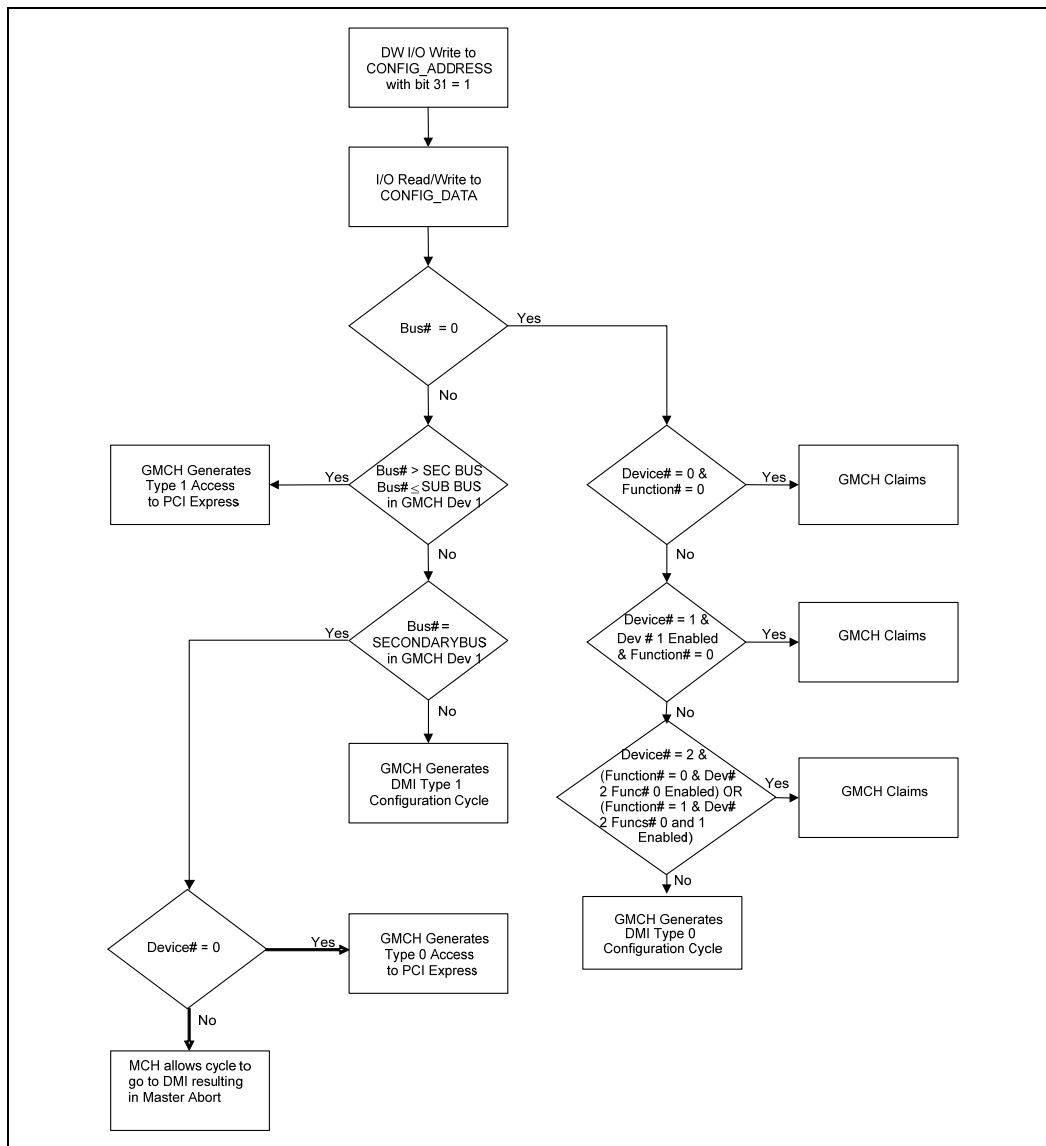 DW I/O Write to
CONFIG_ADDRESS
with bit 31 = 1
I/O Read/Write to
CONFIG_DATA
Bus# = 0
Yes
No
GMCH Generates
Type 1 Access
to PCI Express
Yes
Bus# > SEC BUS
Bus# ≤ SUB BUS
in GMCH Dev 1
No
Device# = 0 &
Function# = 0
Yes
GMCH Claims
No
Yes
Bus# =
SECONDARYBUS
in GMCH Dev 1
No
Device# = 1 &
Dev # 1 Enabled
& Function# = 0
Yes
GMCH Claims
No
GMCH Generates
DMI Type 1
Configuration Cycle
Device# = 2 &
(Function# = 0 & Dev#
2 Func# 0 Enabled) OR
(Function# = 1 & Dev#
2 Funcs# 0 and 1
Enabled)
Yes
GMCH Claims
No
GMCH Generates
DMI Type 0
Configuration Cycle
Device# = 0
Yes
GMCH Generates
Type 0 Access
to PCI Express
No
MCH allows cycle to
go to DMI resulting
in Master Abort